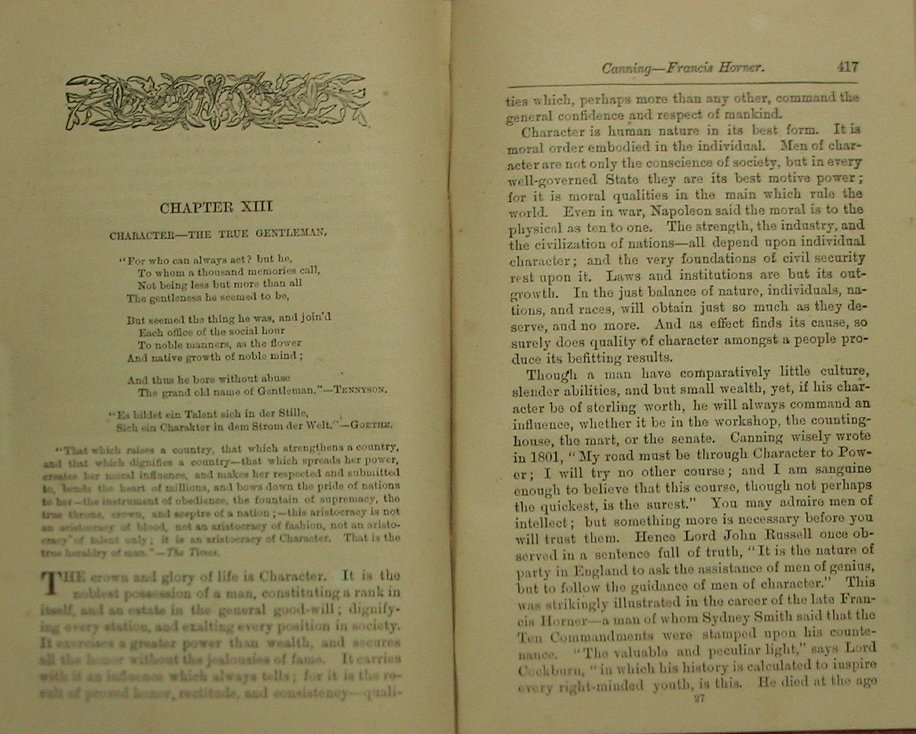 CHAPTER XIII
CHARACTER—THE TRUE GENTLEMAN.
"For who can always act? but he,
To whom a thousand memories call,
Not being less but more than all
The gentleness he seemed to be,
But seemed the thing he was, and join'd
Each office of the social hour
To noble manners, as the flower
And native growth of noble mind;
And thus he bore without abuse
The grand old name of Gentleman."—TENNYSON.
"Es bildet ein Talent sich in der Stille,
Sich ein Charakter in dem Strom der Welt."—GOETHE.
"That which raises a country, that which strengthens a country,
and that which dignifies a country—that which spreads her power,
creates her moral influence, and makes her respected and submitted
to, bends the heart of millions, and bows down the pride of nations
to her—the instrument of obedience, the fountain of supremacy, the
true throne, crown, and sceptre of a nation;—this aristocracy is not
an aristocracy of blood, not an aristocracy of fashion, not an aristo-
cracy of talent only; it is an aristocracy of Character. That is the
true heraldry of man."—The Times.
THE crown and glory of life is Character. It is the
noblest possession of a man, constituting a rank in
itself, and an estate in the general good-will; dignify-
ing every station, and exalting every position in society.
It exercises a greater power than wealth, and secures
all the honor without the jealousies of fame. It carries
with it an influence which always tells; for it is the re-
sult of proved honor, rectitude, and consistency—quali-
Canning—Francis Horner. 417
ties which, perhaps more than any other, command the
general confidence and respect of mankind.
Character is human nature in its best form. It is
moral order embodied in the individual. Men of char-
acter are not only the conscience of society, but in every
well-governed State they are its best motive power;
for it is moral qualities in the main which rule the
world. Even in war, Napoleon said the moral is to the
physical as ten to one. The strength, the industry, and
the civilization of nations—all depend upon individual
character; and the very foundations of civil security
rest upon it. Laws and institutions are but its out-
growth. In the just balance of nature, individuals, na-
tions, and races, will obtain just so much as they de-
serve, and no more. And as effect finds its cause, so
surely does quality of character amongst a people pro-
duce its befitting results.
Though a man have comparatively little culture,
slender abilities, and but small wealth, yet, if his char-
acter be of sterling worth, he will always command an
influence, whether it be in the workshop, the counting-
house, the mart, or the senate. Canning wisely wrote
in 1801, "My road must be through Character to Pow-
er; I will try no other course; and I am sanguine
enough to believe that this course, though not perhaps
the quickest, is the surest." You may admire men of
intellect; but something more is necessary before you
will trust them. Hence Lord John Russell once ob-
served in a sentence full of truth, "It is the nature of
party in England to ask the assistance of men of genius,
but to follow the guidance of men of character." This
was strikingly illustrated in the career of the late Fran-
cis Horner—a man of whom Sydney Smith said that the
Ten Commandments were stamped upon his counte-
nance. "The valuable and peculiar light," says Lord
Cockburn, "in which his history is calculated to inspire
every right-minded youth, is this. He died at the age
27